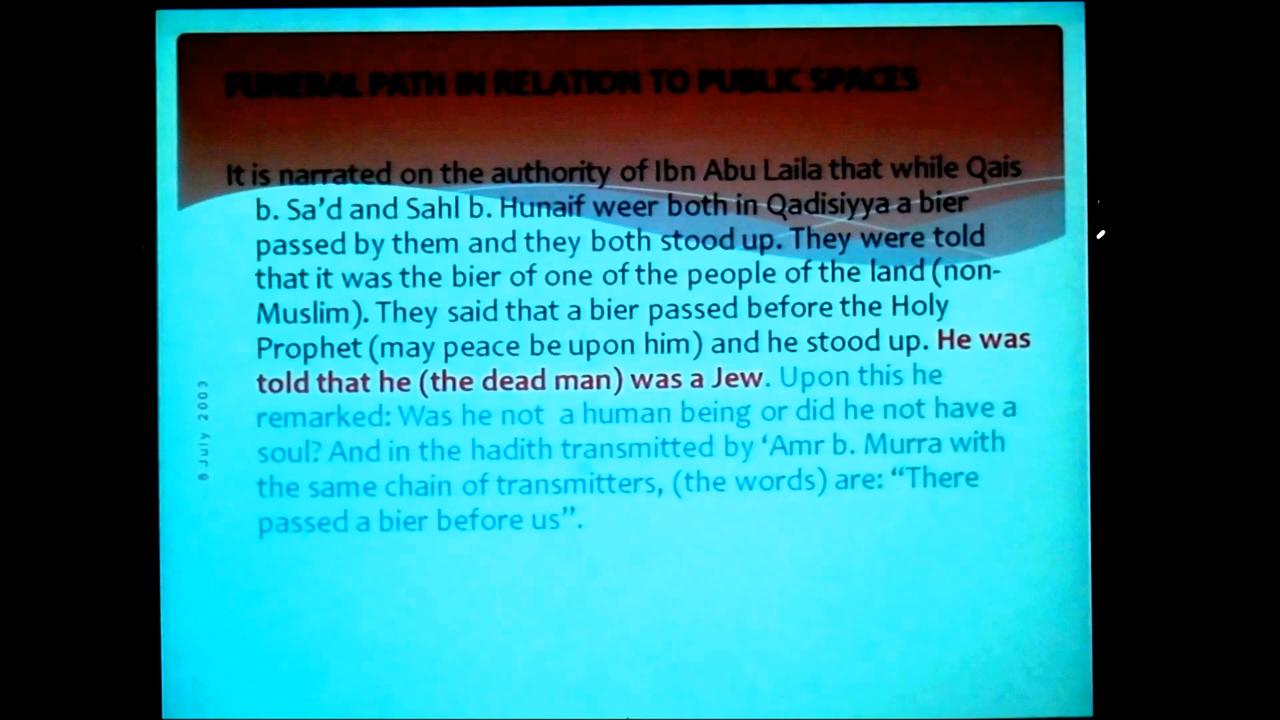 FUNERAL PATH IN RELATION TO PUBLIC SPACES
It is narrated on the authority of Ibn Abu Laila that while Qais
b. Sa’d and Sahl b. Hunaif weer both in Qadisiyya a bier
passed by them and they both stood up. They were told
that it was the bier of one of the people of the land (non-
Muslim). They said that a bier passed before the Holy
Prophet (may peace be upon him) and he stood up. He was
told that he (the dead man) was a Jew. Upon this he
remarked: Was he not a human being or did he not have a
soul? And in the hadith transmitted by ‘Amr b. Murra with
the same chain of transmitters, (the words) are: “There
passed a bier before us”.
July 2003